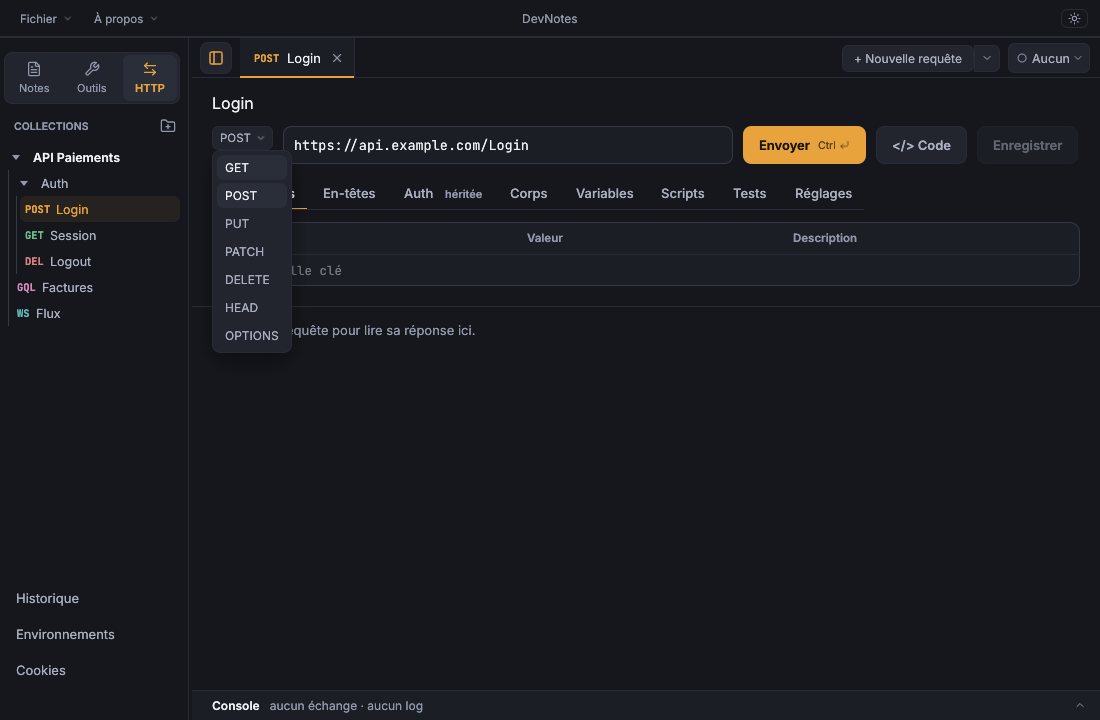 Fichier
À propos
DevNotes
Notes
Outils
HTTP
POST Login
+ Nouvelle requête
Aucun
COLLECTIONS
API Paiements
Auth
POST Login
GET Session
DEL Logout
GQL Factures
WS Flux
Historique
Environnements
Cookies
Login
POST
https://api.example.com/Login
Envoyer Ctrl ↵
</> Code
Enregistrer
GET
POST
PUT
PATCH
DELETE
HEAD
OPTIONS
En-têtes
Auth héritée
Corps
Variables
Scripts
Tests
Réglages
Valeur
Description
clé
pour lire sa réponse ici.
Console aucun échange · aucun log